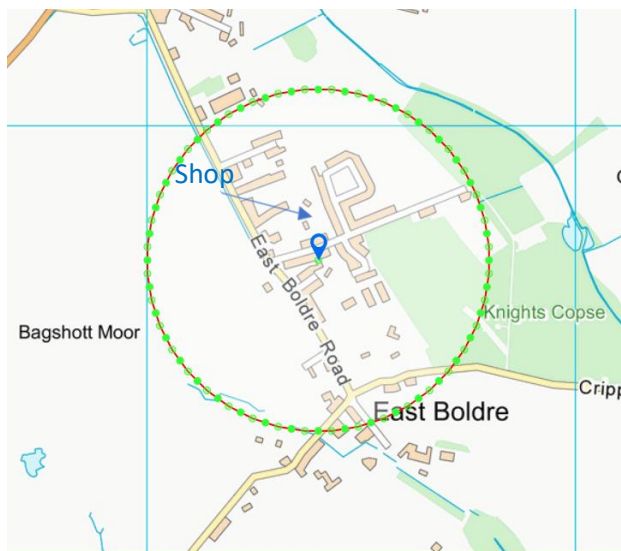 Shop
East Boldre Road
Knights Copse
Bagshott Moor
East Boldre
Cripp